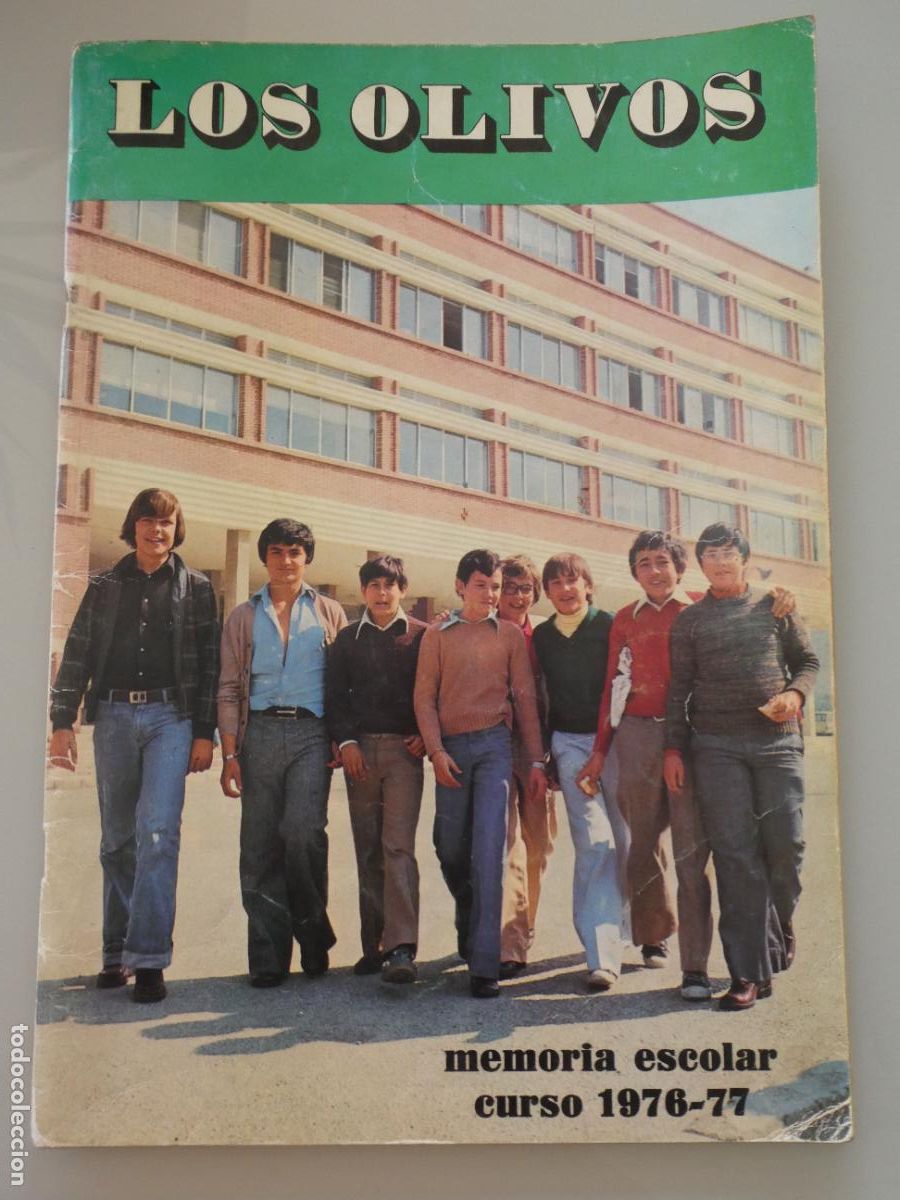 LOS OLIVOS
memoria escolar
curso 1976-77
todocoleccion